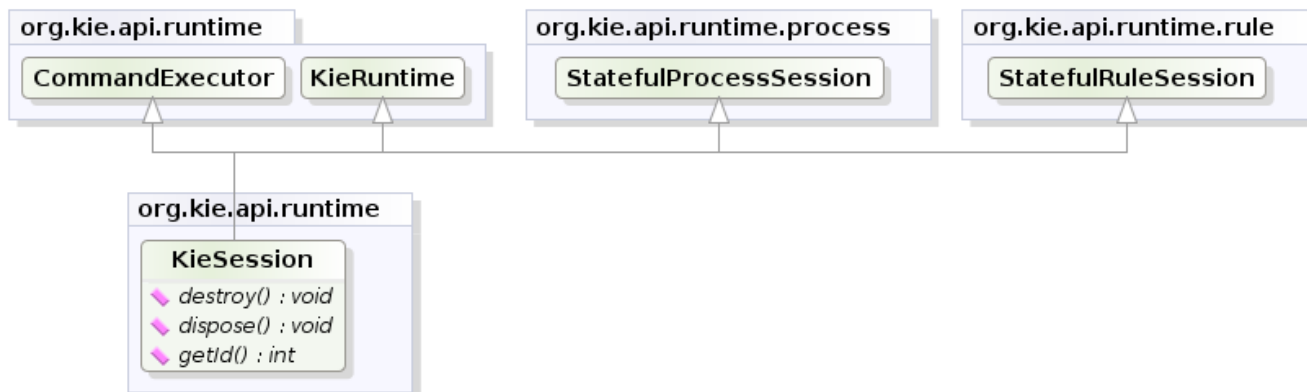 org.kie.api.runtime
CommandExecutor
KieRuntime
org.kie.api.runtime.process
StatefulProcessSession
org.kie.api.runtime.rule
StatefulRuleSession
org.kie.api.runtime
KieSession
destroy() : void
dispose() : void
getId() : int